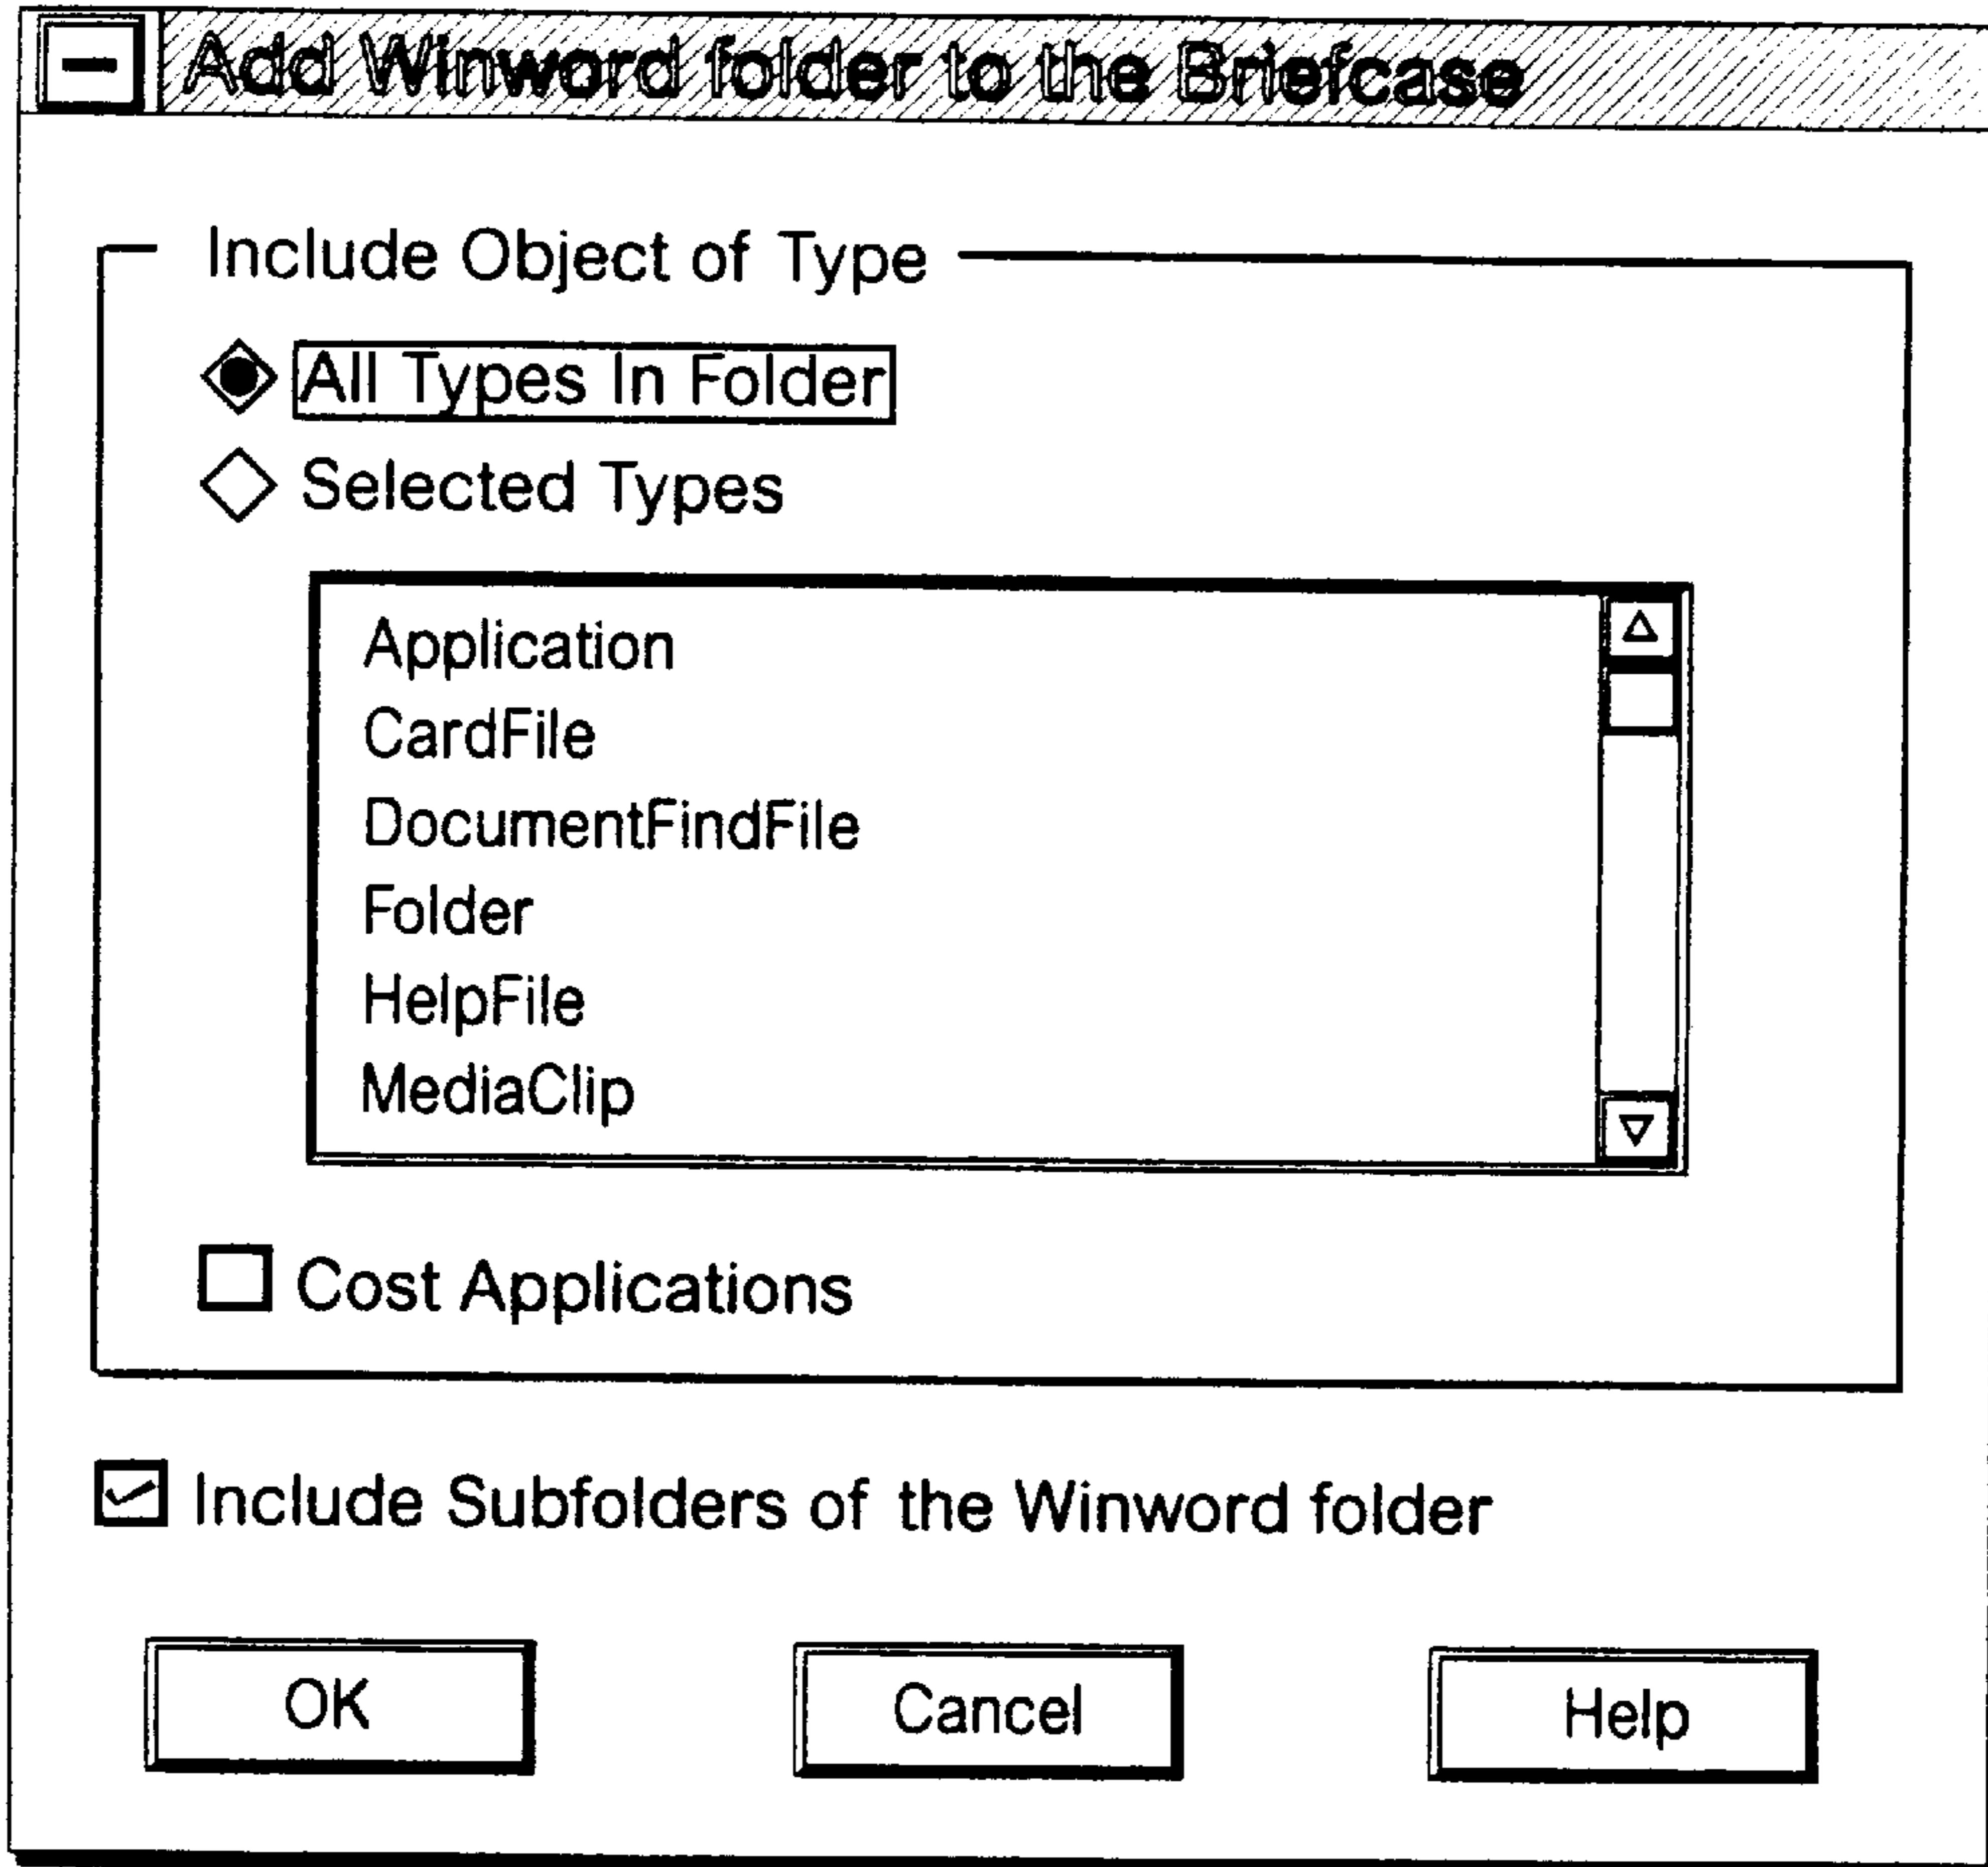 Add Winword folder to the Briefcase
Include Object of Type
All Types In Folder
Selected Types
Application
CardFile
DocumentFindFile
Folder
HelpFile
MediaClip
Cost Applications
Include Subfolders of the Winword folder
OK Cancel Help